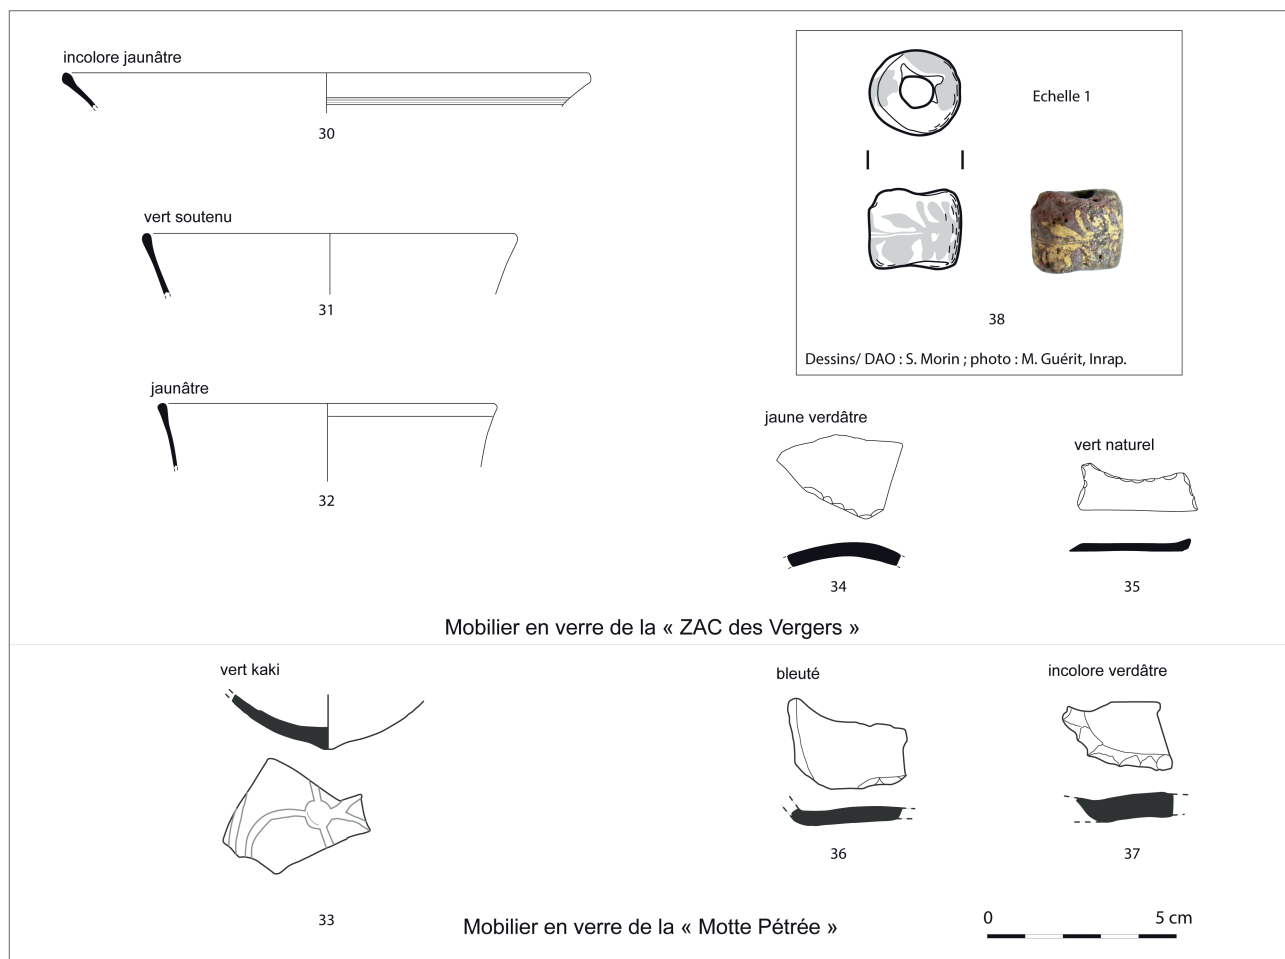 incolore jaunâtre
30
vert soutenu
31
jaunâtre
32
Echelle 1
38
Dessins/ DAO : S. Morin ; photo : M. Guérit, Inrap.
jaune verdâtre
34
vert naturel
35
Mobilier en verre de la « ZAC des Vergers »
vert kaki
33
bleuté
36
incolore verdâtre
37
Mobilier en verre de la « Motte Pétrée »
0 5 cm